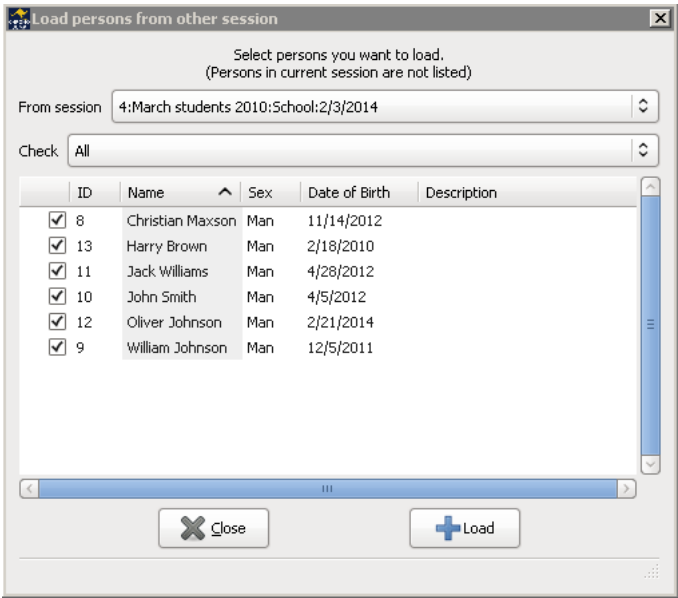 Load persons from other session
Select persons you want to load.
(Persons in current session are not listed)
From session 4:March students 2010:School:2/3/2014
Check All
ID Name Sex Date of Birth Description
8 Christian Maxson Man 11/14/2012
13 Harry Brown Man 2/18/2010
11 Jack Williams Man 4/28/2012
10 John Smith Man 4/5/2012
12 Oliver Johnson Man 2/21/2014
9 William Johnson Man 12/5/2011
Close Load